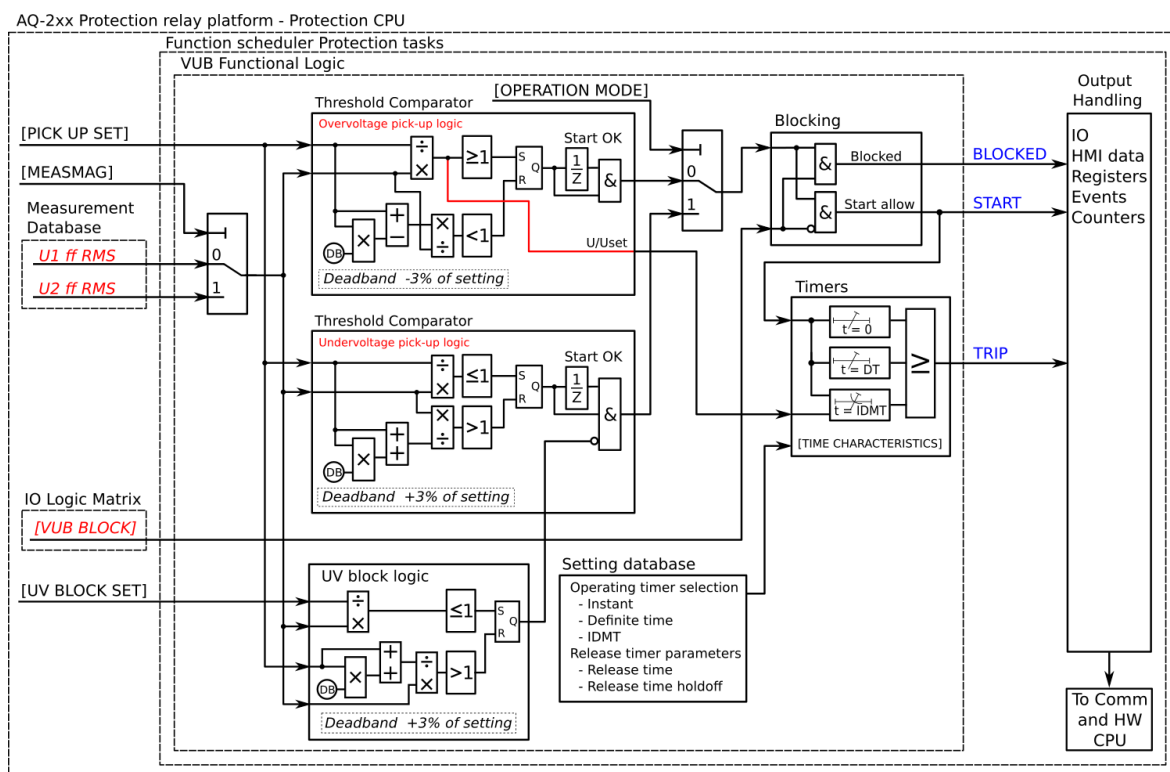 AQ-2xx Protection relay platform - Protection CPU
Function scheduler Protection tasks
VUB Functional Logic
[OPERATION MODE]
Output
Handling
Threshold Comparator
Overvoltage pick-up logic
Blocking
[PICK UP SET]
÷
×
≥1
S
R
Q
Start OK
1
Z
&
0
1
&
Blocked
BLOCKED
IO
HMI data
Registers
Events
Counters
[MEASMAG]
Measurement
Database
U1 ff RMS
U2 ff RMS
0
1
+
−
×
DB
×
÷
<1
&
Start allow
START
U/Uset
Deadband -3% of setting
Timers
t = 0
t = DT
t = IDMT
≥
[TIME CHARACTERISTICS]
TRIP
Threshold Comparator
Undervoltage pick-up logic
÷
×
≤1
S
R
Q
Start OK
1
Z
&
×
÷
>1
+
+
×
DB
Deadband +3% of setting
IO Logic Matrix
[VUB BLOCK]
[UV BLOCK SET]
UV block logic
÷
×
≤1
S
R
Q
+
+
×
DB
÷
×
>1
Deadband +3% of setting
Setting database
Operating timer selection
- Instant
- Definite time
- IDMT
Release timer parameters
- Release time
- Release time holdoff
To Comm
and HW
CPU